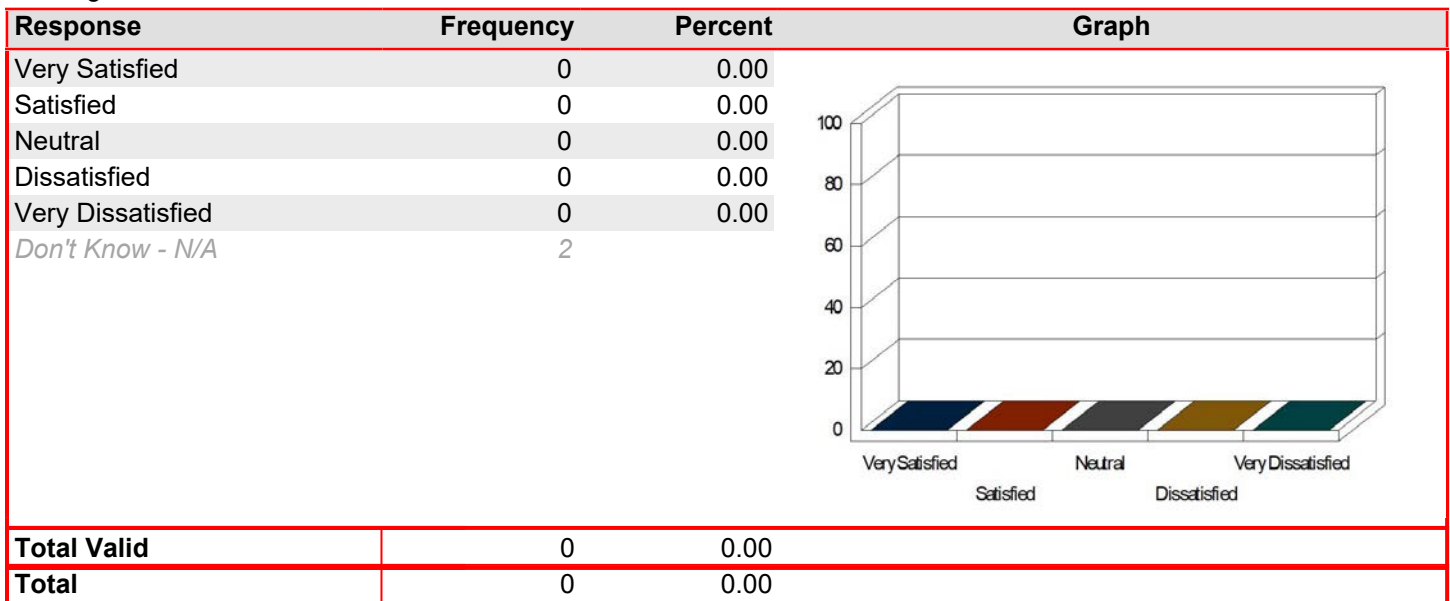 Response Frequency Percent Graph
Very Satisfied 0 0.00
Satisfied 0 0.00
Neutral 0 0.00
Dissatisfied 0 0.00
Very Dissatisfied 0 0.00
Don't Know - N/A 2
100
80
60
40
20
0
Very Satisfied Neutral Very Dissatisfied
Satisfied Dissatisfied
Total Valid 0 0.00
Total 0 0.00